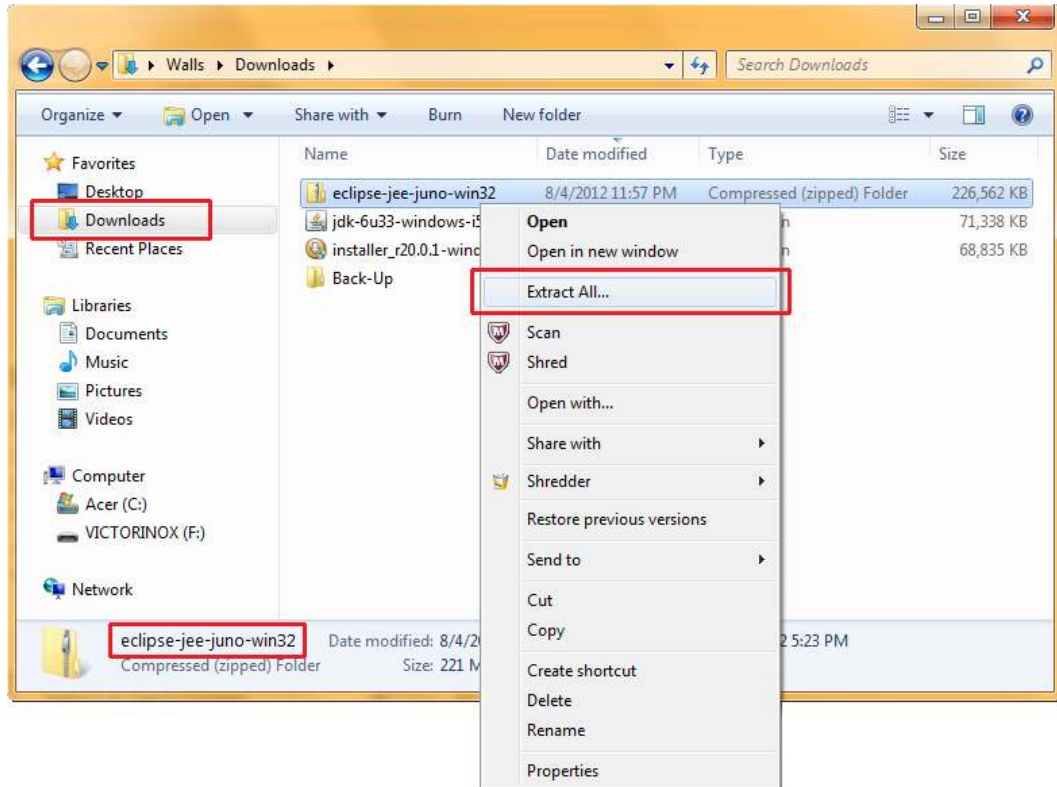 Walls Downloads
Search Downloads
Organize Open Share with Burn New folder
Name Date modified Type Size
Favorites
Desktop
Downloads
Recent Places
Libraries
Documents
Music
Pictures
Videos
Computer
Acer (C:)
VICTORINOX (F:)
Network
eclipse-jee-juno-win32 8/4/2012 11:57 PM Compressed (zipped) Folder 226,562 KB
jdk-6u33-windows-i5 71,338 KB
installer_r20.0.1-wind 68,835 KB
Back-Up
Open
Open in new window
Extract All...
Scan
Shred
Open with...
Share with
Shredder
Restore previous versions
Send to
Cut
Copy
Create shortcut
Delete
Rename
Properties
eclipse-jee-juno-win32 Date modified: 8/4/20 2 5:23 PM
Compressed (zipped) Folder Size: 221 M